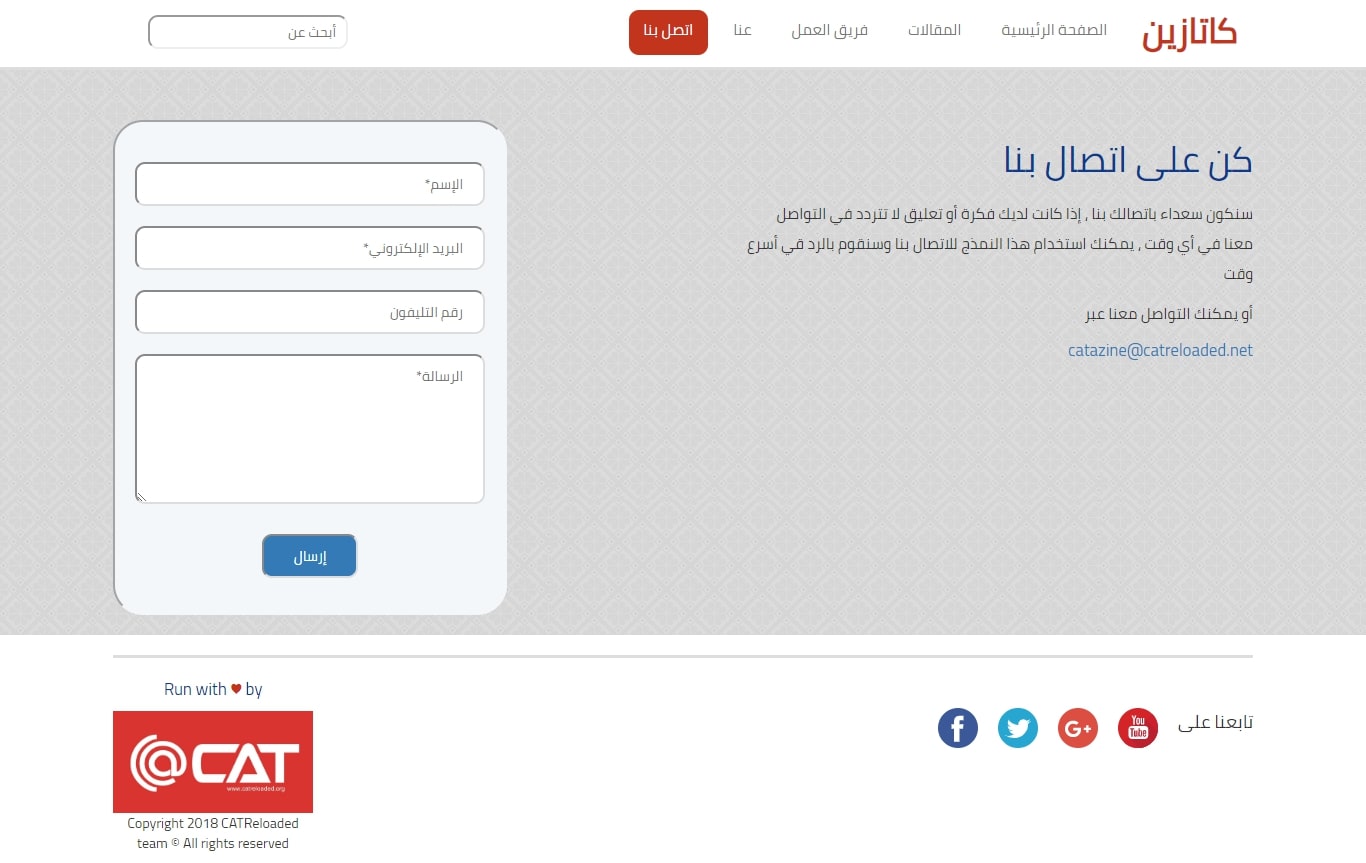 كاتازين
الصفحة الرئيسية
المقالات
فريق العمل
عنا
اتصل بنا
أبحث عن
كن على اتصال بنا
سنكون سعداء باتصالك بنا , إذا كانت لديك فكرة أو تعليق لا تتردد في التواصل
معنا في أي وقت , يمكنك استخدام هذا النمذج للاتصال بنا وسنقوم بالرد قي أسرع
وقت
أو يمكنك التواصل معنا عبر
catazine@catreloaded.net
الإسم*
البريد الإلكتروني*
رقم التليفون
الرسالة*
إرسال
تابعنا على
You
Tube
G+
f
Run with ♥ by
@CAT
www.catreloaded.org
Copyright 2018 CATReloaded
team © All rights reserved